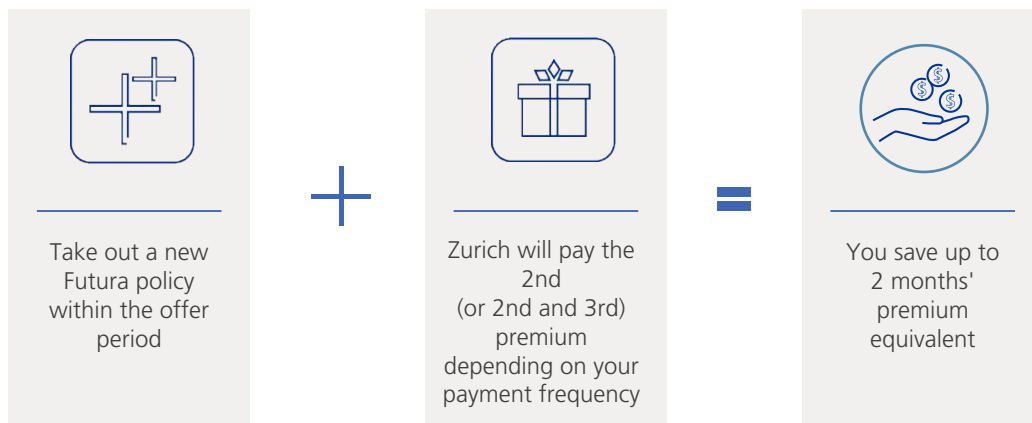 Take out a new
Futura policy
within the offer
period
Zurich will pay the
2nd
(or 2nd and 3rd)
premium
depending on your
payment frequency
You save up to
2 months'
premium
equivalent